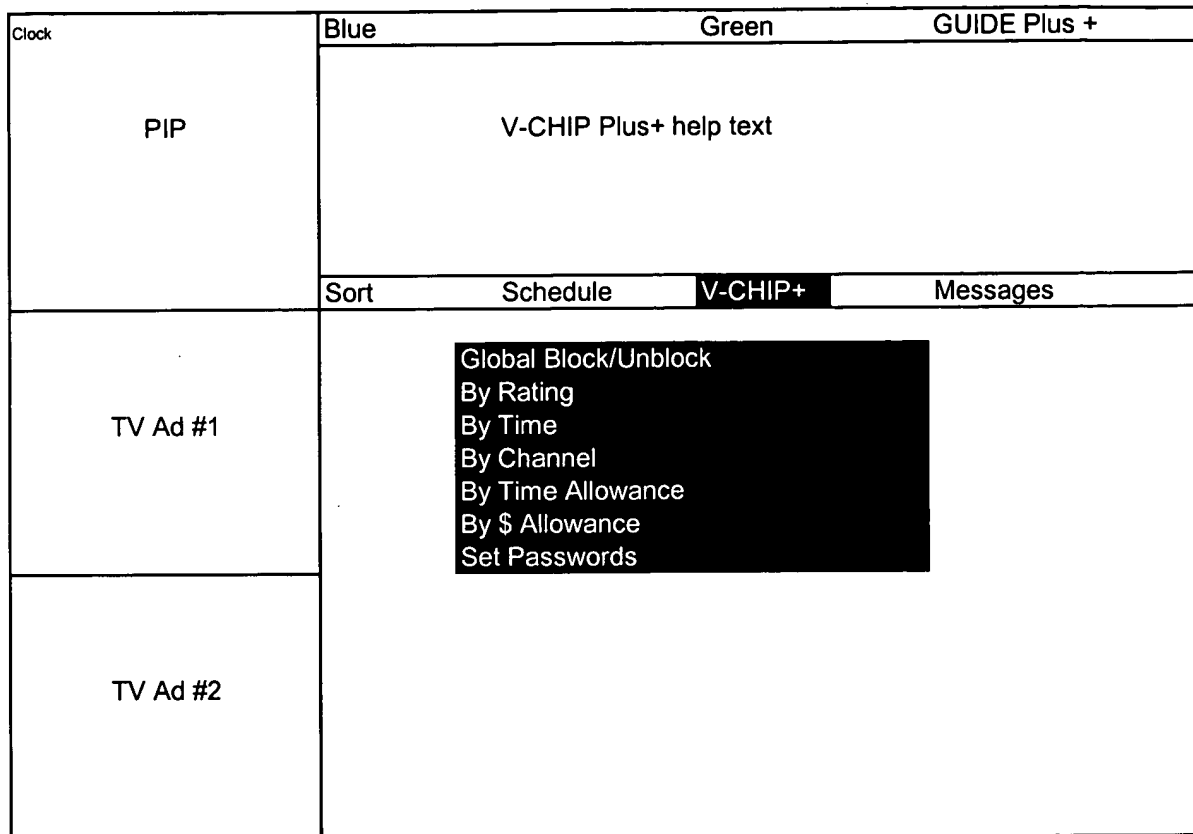 Clock
Blue Green GUIDE Plus +
PIP
V-CHIP Plus+ help text
Sort Schedule V-CHIP+ Messages
TV Ad #1
Global Block/Unblock
By Rating
By Time
By Channel
By Time Allowance
By $ Allowance
Set Passwords
TV Ad #2